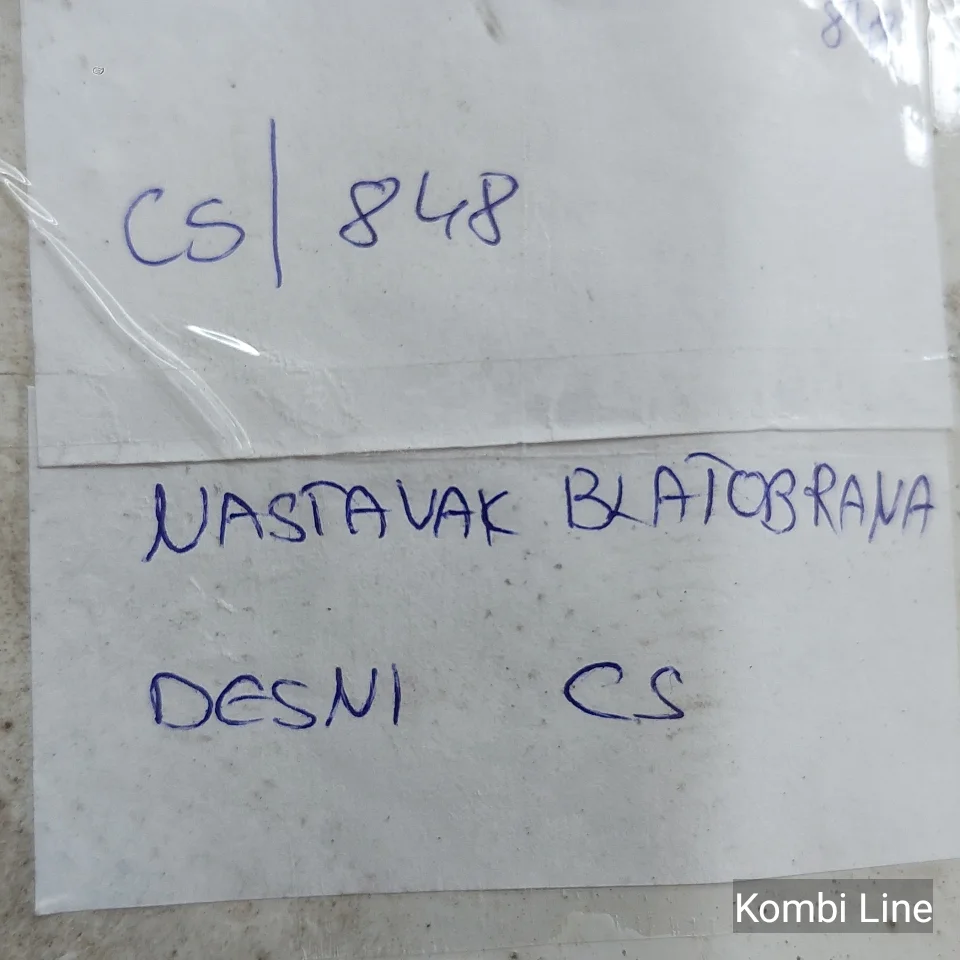 CS/848
NASTAVAK BLATOBRANA
DESNI CS
Kombi Line